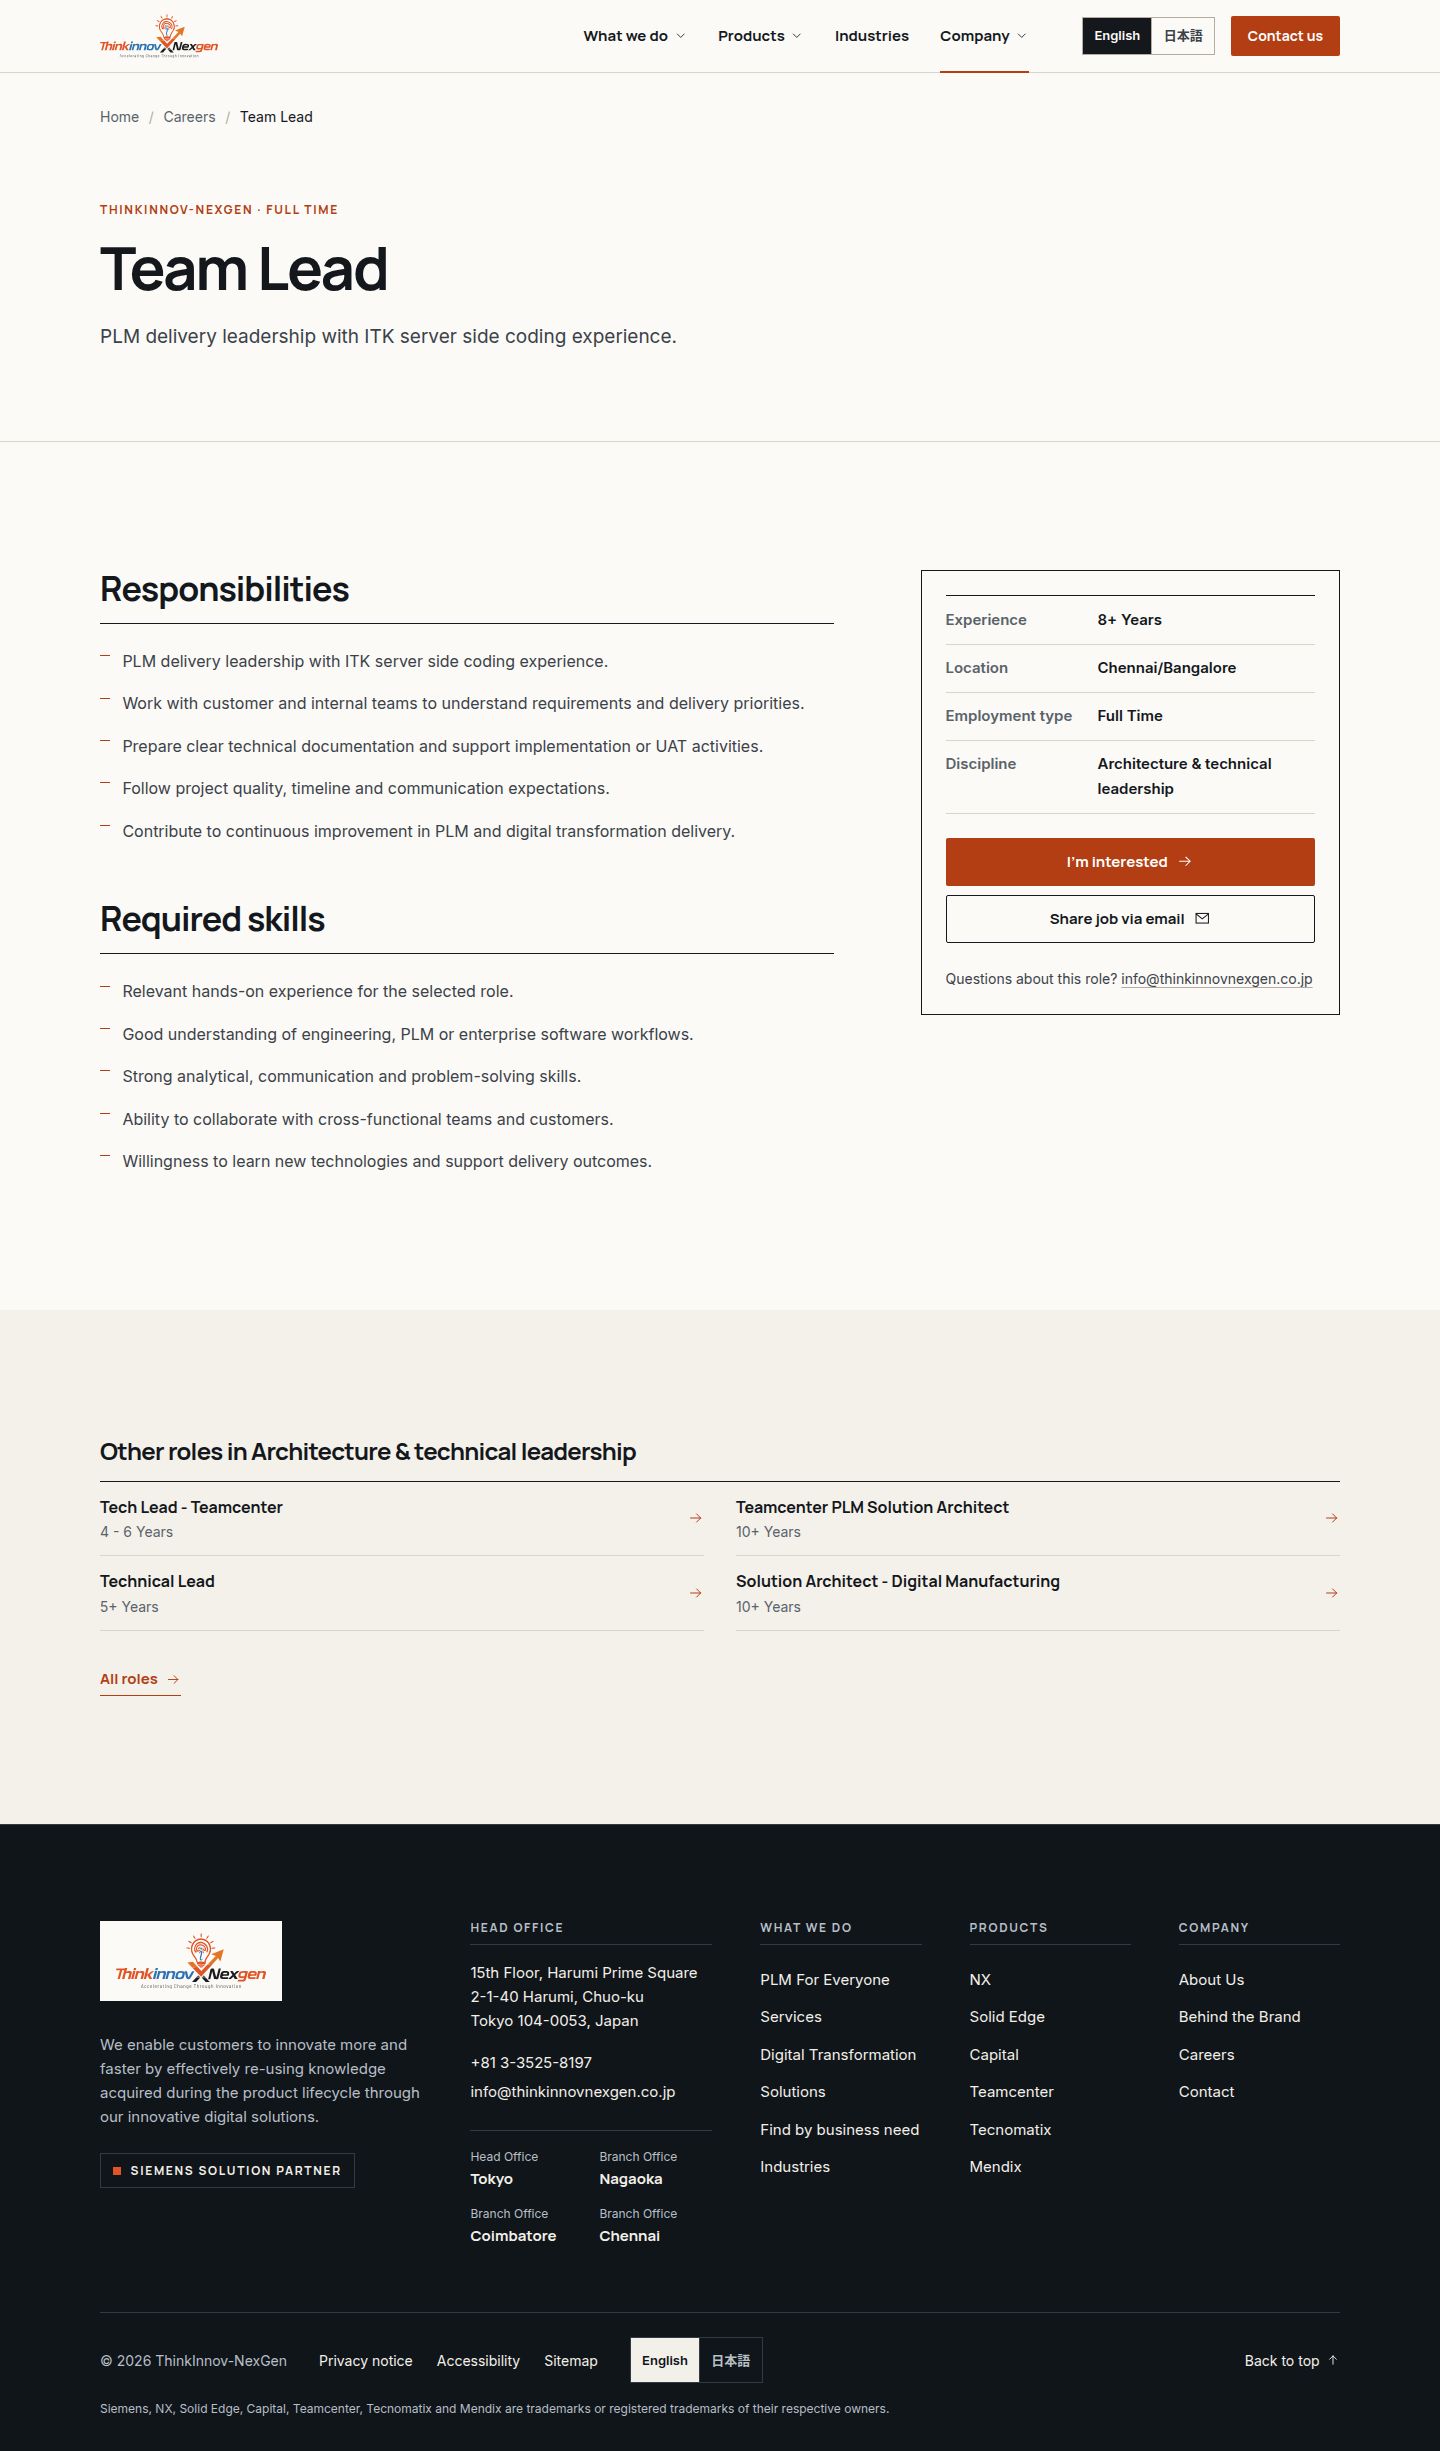 ThinkinnovXNexgen
Accelerating Change Through Innovation
What we do
Products
Industries
Company
English
日本語
Contact us
Home / Careers / Team Lead
THINKINNOV-NEXGEN · FULL TIME
Team Lead
PLM delivery leadership with ITK server side coding experience.
Responsibilities
PLM delivery leadership with ITK server side coding experience.
Work with customer and internal teams to understand requirements and delivery priorities.
Prepare clear technical documentation and support implementation or UAT activities.
Follow project quality, timeline and communication expectations.
Contribute to continuous improvement in PLM and digital transformation delivery.
Required skills
Relevant hands-on experience for the selected role.
Good understanding of engineering, PLM or enterprise software workflows.
Strong analytical, communication and problem-solving skills.
Ability to collaborate with cross-functional teams and customers.
Willingness to learn new technologies and support delivery outcomes.
Experience 8+ Years
Location Chennai/Bangalore
Employment type Full Time
Discipline Architecture & technical
leadership
I'm interested →
Share job via email
Questions about this role? info@thinkinnovnexgen.co.jp
Other roles in Architecture & technical leadership
Tech Lead - Teamcenter
4 - 6 Years
→
Teamcenter PLM Solution Architect
10+ Years
→
Technical Lead
5+ Years
→
Solution Architect - Digital Manufacturing
10+ Years
→
All roles →
ThinkinnovXNexgen
Accelerating Change Through Innovation
We enable customers to innovate more and
faster by effectively re-using knowledge
acquired during the product lifecycle through
our innovative digital solutions.
SIEMENS SOLUTION PARTNER
HEAD OFFICE
15th Floor, Harumi Prime Square
2-1-40 Harumi, Chuo-ku
Tokyo 104-0053, Japan
+81 3-3525-8197
info@thinkinnovnexgen.co.jp
Head Office
Tokyo
Branch Office
Nagaoka
Branch Office
Coimbatore
Branch Office
Chennai
WHAT WE DO
PLM For Everyone
Services
Digital Transformation
Solutions
Find by business need
Industries
PRODUCTS
NX
Solid Edge
Capital
Teamcenter
Tecnomatix
Mendix
COMPANY
About Us
Behind the Brand
Careers
Contact
© 2026 ThinkInnov-NexGen
Privacy notice
Accessibility
Sitemap
English
日本語
Back to top ↑
Siemens, NX, Solid Edge, Capital, Teamcenter, Tecnomatix and Mendix are trademarks or registered trademarks of their respective owners.